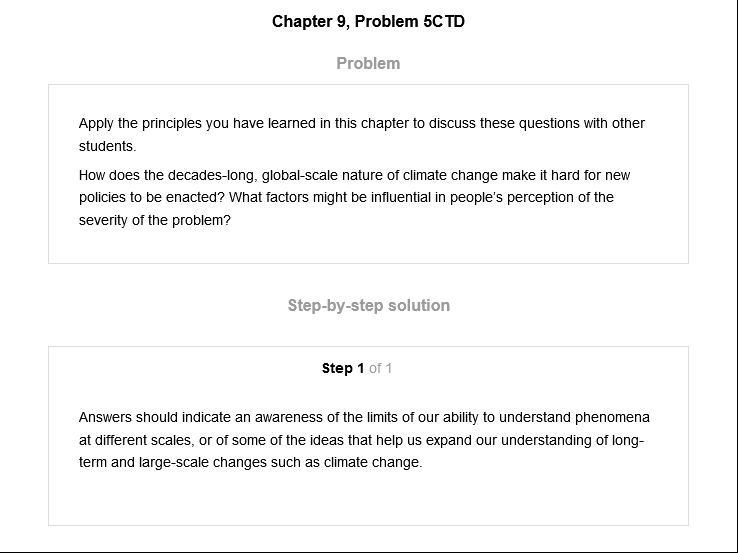 Chapter 9, Problem 5CTD
Problem
Apply the principles you have learned in this chapter to discuss these questions with other
students.
How does the decades-long, global-scale nature of climate change make it hard for new
policies to be enacted? What factors might be influential in people's perception of the
severity of the problem?
Step-by-step solution
Step 1 of 1
Answers should indicate an awareness of the limits of our ability to understand phenomena
at different scales, or of some of the ideas that help us expand our understanding of long-
term and large-scale changes such as climate change.